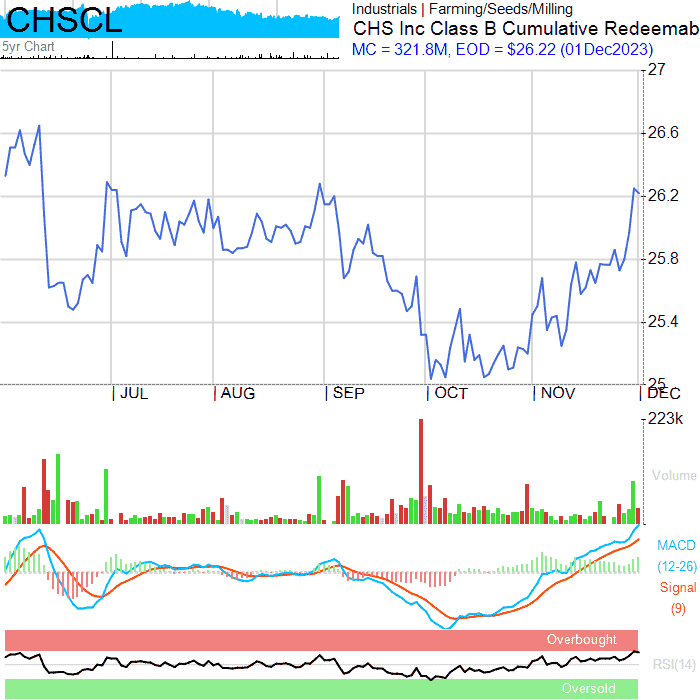 CHSCL
Industrials | Farming/Seeds/Milling
CHS Inc Class B Cumulative Redeemab
5yr Chart
MC = 321.8M, EOD = $26.22 (01Dec2023)
27
26.6
26.2
25.8
25.4
25
JUL AUG SEP OCT NOV DEC
223k
Volume
MACD
(12-26)
Signal
(9)
Overbought
RSI(14)
Oversold